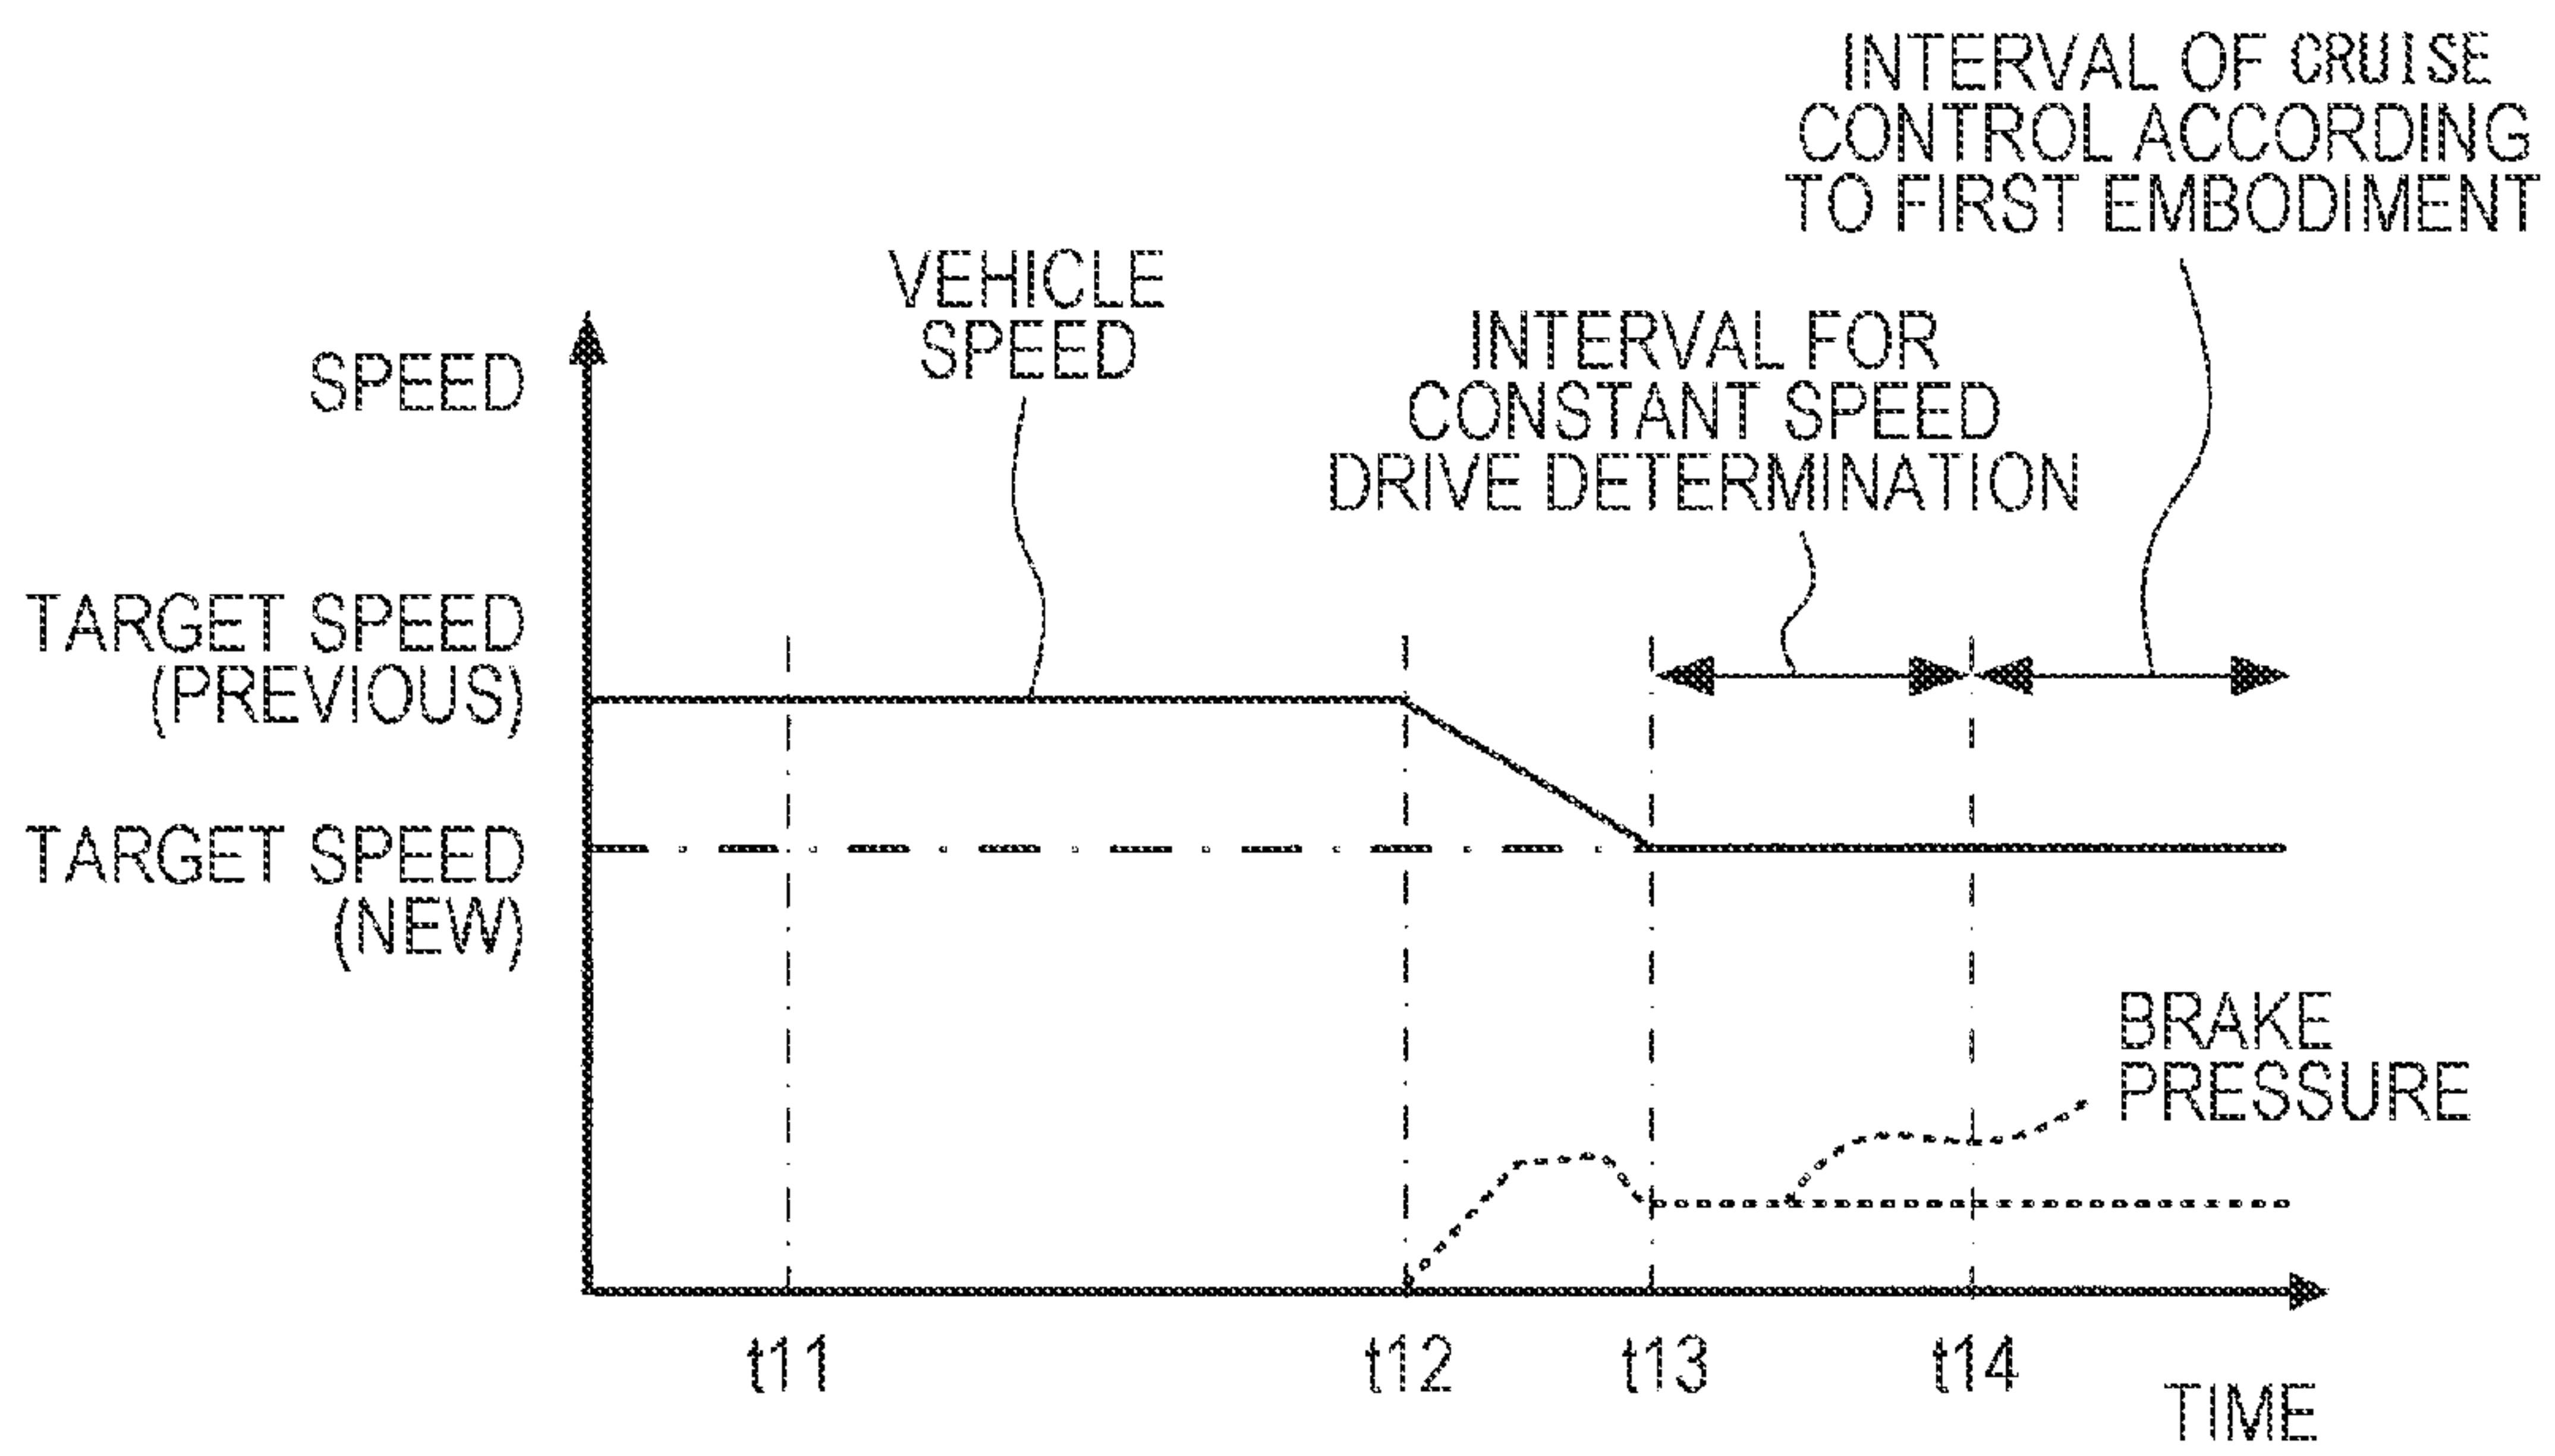 INTERVAL OF CRUISE
CONTROL ACCORDING
TO FIRST EMBODIMENT
VEHICLE
SPEED
INTERVAL FOR
CONSTANT SPEED
DRIVE DETERMINATION
SPEED
TARGET SPEED
(PREVIOUS)
TARGET SPEED
(NEW)
BRAKE
PRESSURE
t11
t12
t13
t14
TIME